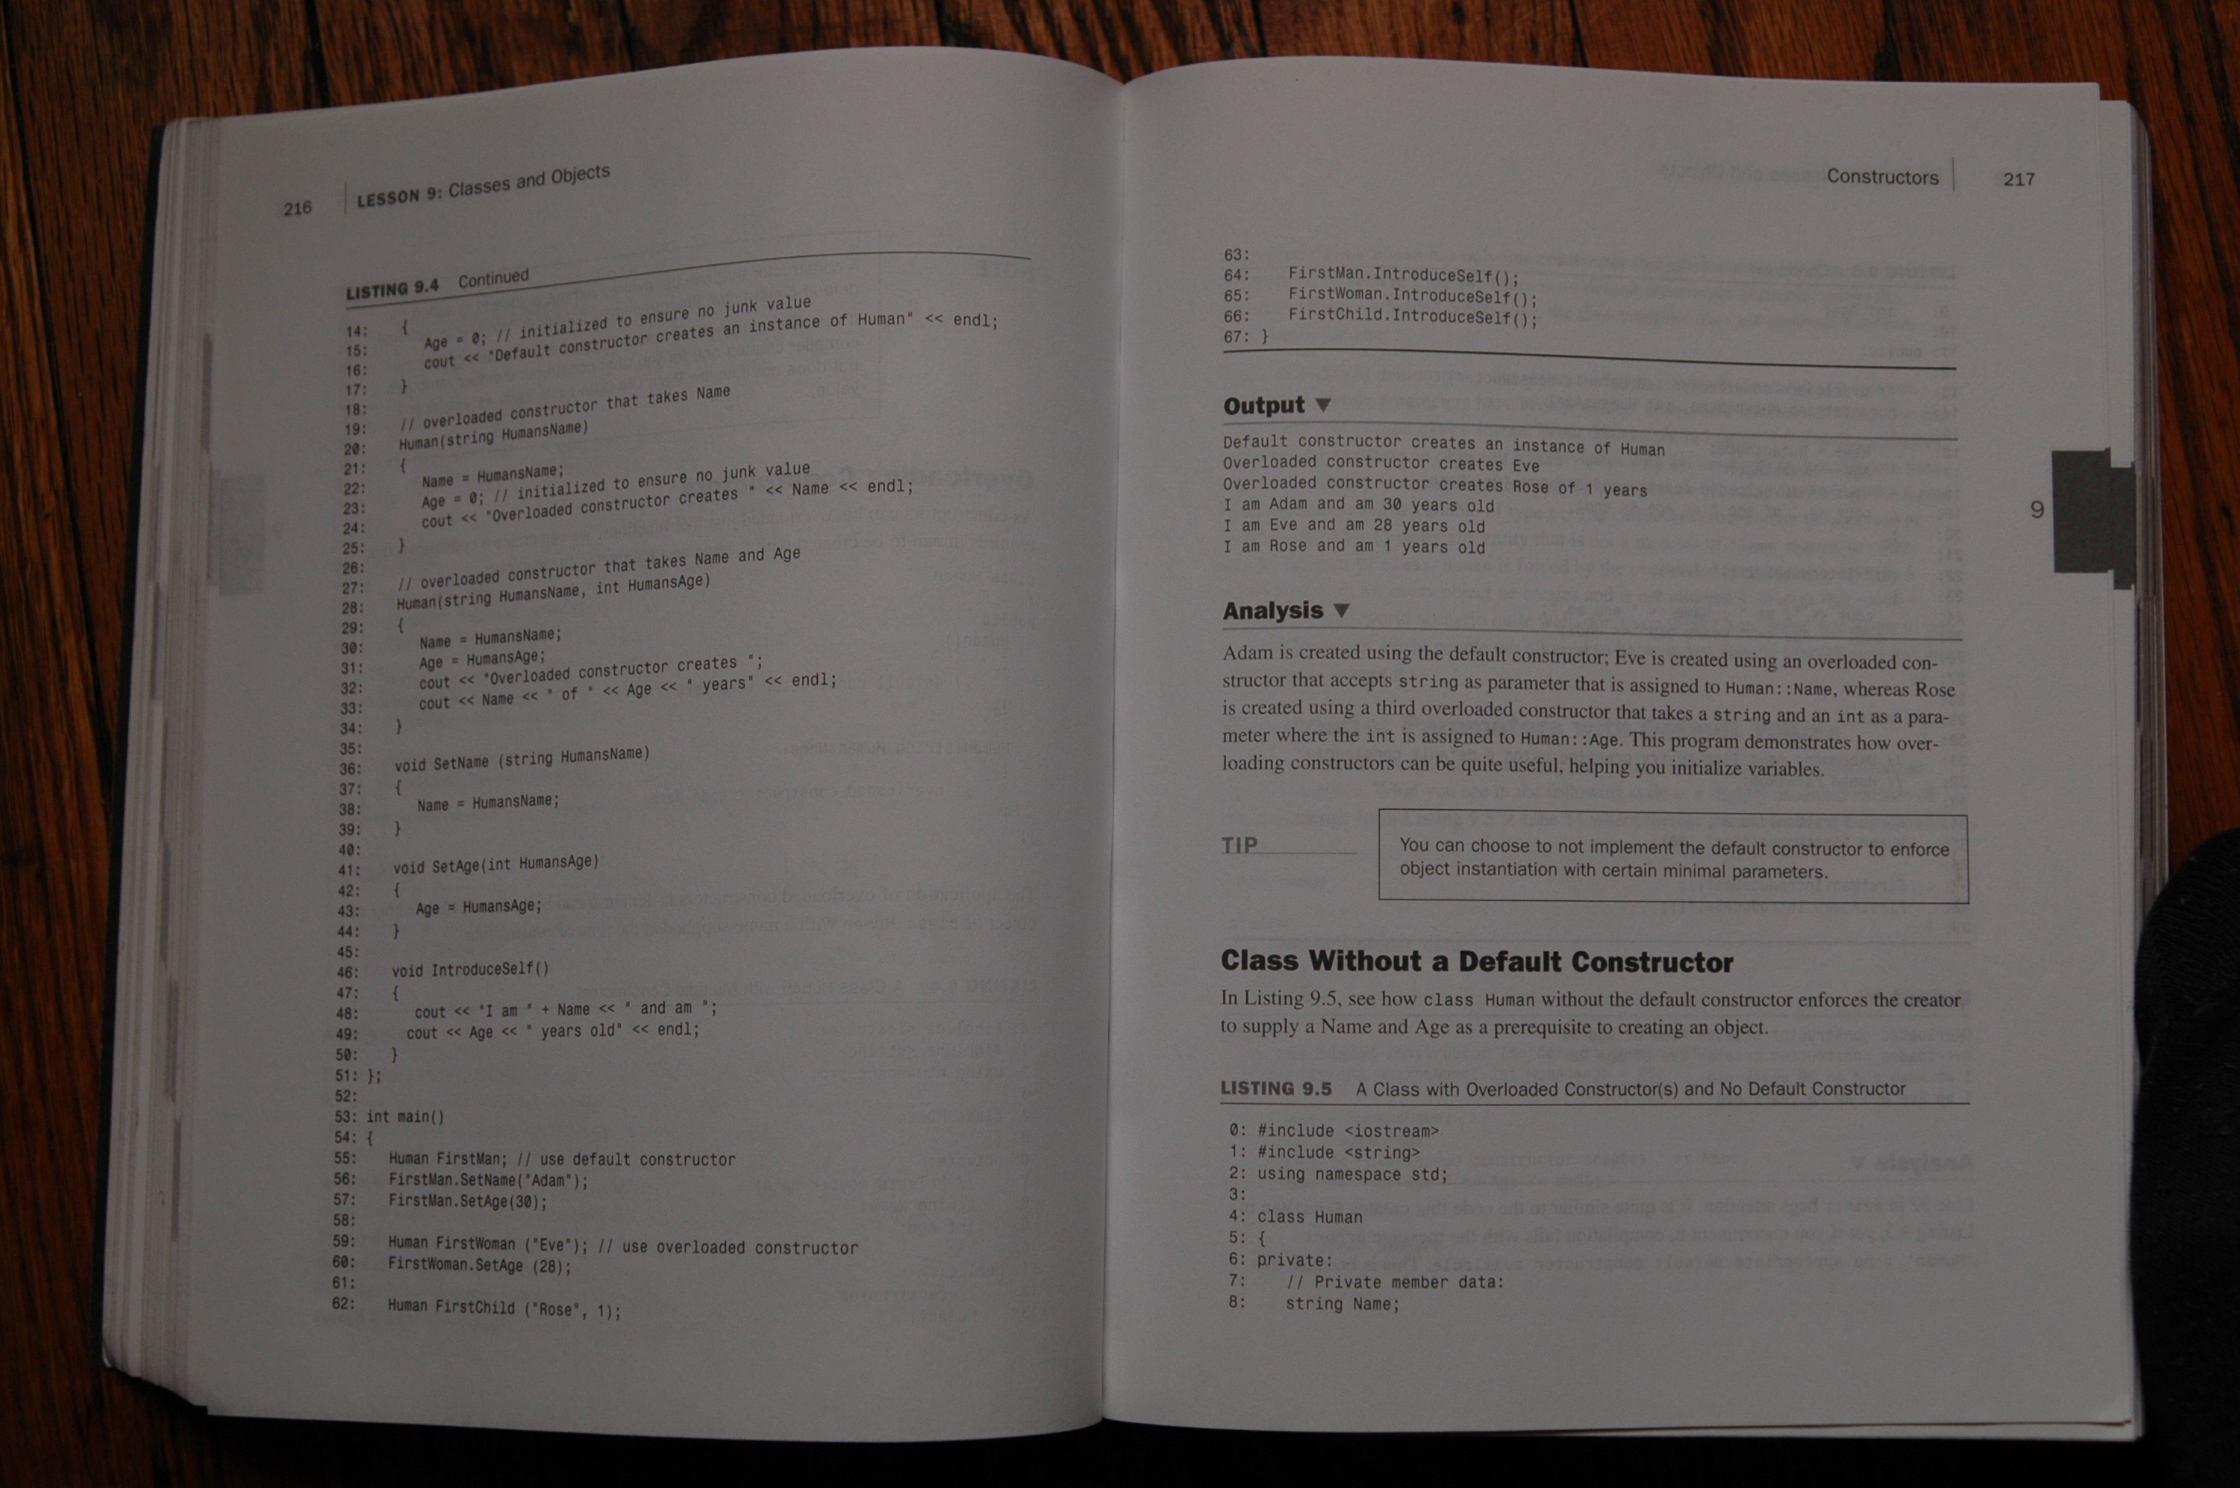 216 LESSON 9: Classes and Objects
LISTING 9.4 Continued
14: {
15: Age = 0; // initialized to ensure no junk value
16: cout << "Default constructor creates an instance of Human" << endl;
17: }
18:
19: // overloaded constructor that takes Name
20: Human(string HumansName)
21: {
22: Name = HumansName;
23: Age = 0; // initialized to ensure no junk value
24: cout << "Overloaded constructor creates " << Name << endl;
25: }
26:
27: // overloaded constructor that takes Name and Age
28: Human(string HumansName, int HumansAge)
29: {
30: Name = HumansName;
31: Age = HumansAge;
32: cout << "Overloaded constructor creates ";
33: cout << Name << " of " << Age << " years" << endl;
34: }
35:
36: void SetName (string HumansName)
37: {
38: Name = HumansName;
39: }
40:
41: void SetAge(int HumansAge)
42: {
43: Age = HumansAge;
44: }
45:
46: void IntroduceSelf()
47: {
48: cout << "I am " + Name << " and am ";
49: cout << Age << " years old" << endl;
50: }
51: };
52:
53: int main()
54: {
55: Human FirstMan; // use default constructor
56: FirstMan.SetName("Adam");
57: FirstMan.SetAge(30);
58:
59: Human FirstWoman ("Eve"); // use overloaded constructor
60: FirstWoman.SetAge (28);
61:
62: Human FirstChild ("Rose", 1);
Constructors 217
63:
64: FirstMan.IntroduceSelf();
65: FirstWoman.IntroduceSelf();
66: FirstChild.IntroduceSelf();
67: }
Output ▼
Default constructor creates an instance of Human
Overloaded constructor creates Eve
Overloaded constructor creates Rose of 1 years
I am Adam and am 30 years old
I am Eve and am 28 years old
I am Rose and am 1 years old
9
Analysis ▼
Adam is created using the default constructor; Eve is created using an overloaded con-
structor that accepts string as parameter that is assigned to Human::Name, whereas Rose
is created using a third overloaded constructor that takes a string and an int as a para-
meter where the int is assigned to Human::Age. This program demonstrates how over-
loading constructors can be quite useful, helping you initialize variables.
TIP
You can choose to not implement the default constructor to enforce
object instantiation with certain minimal parameters.
Class Without a Default Constructor
In Listing 9.5, see how class Human without the default constructor enforces the creator
to supply a Name and Age as a prerequisite to creating an object.
LISTING 9.5 A Class with Overloaded Constructor(s) and No Default Constructor
0: #include <iostream>
1: #include <string>
2: using namespace std;
3:
4: class Human
5: {
6: private:
7: // Private member data:
8: string Name;